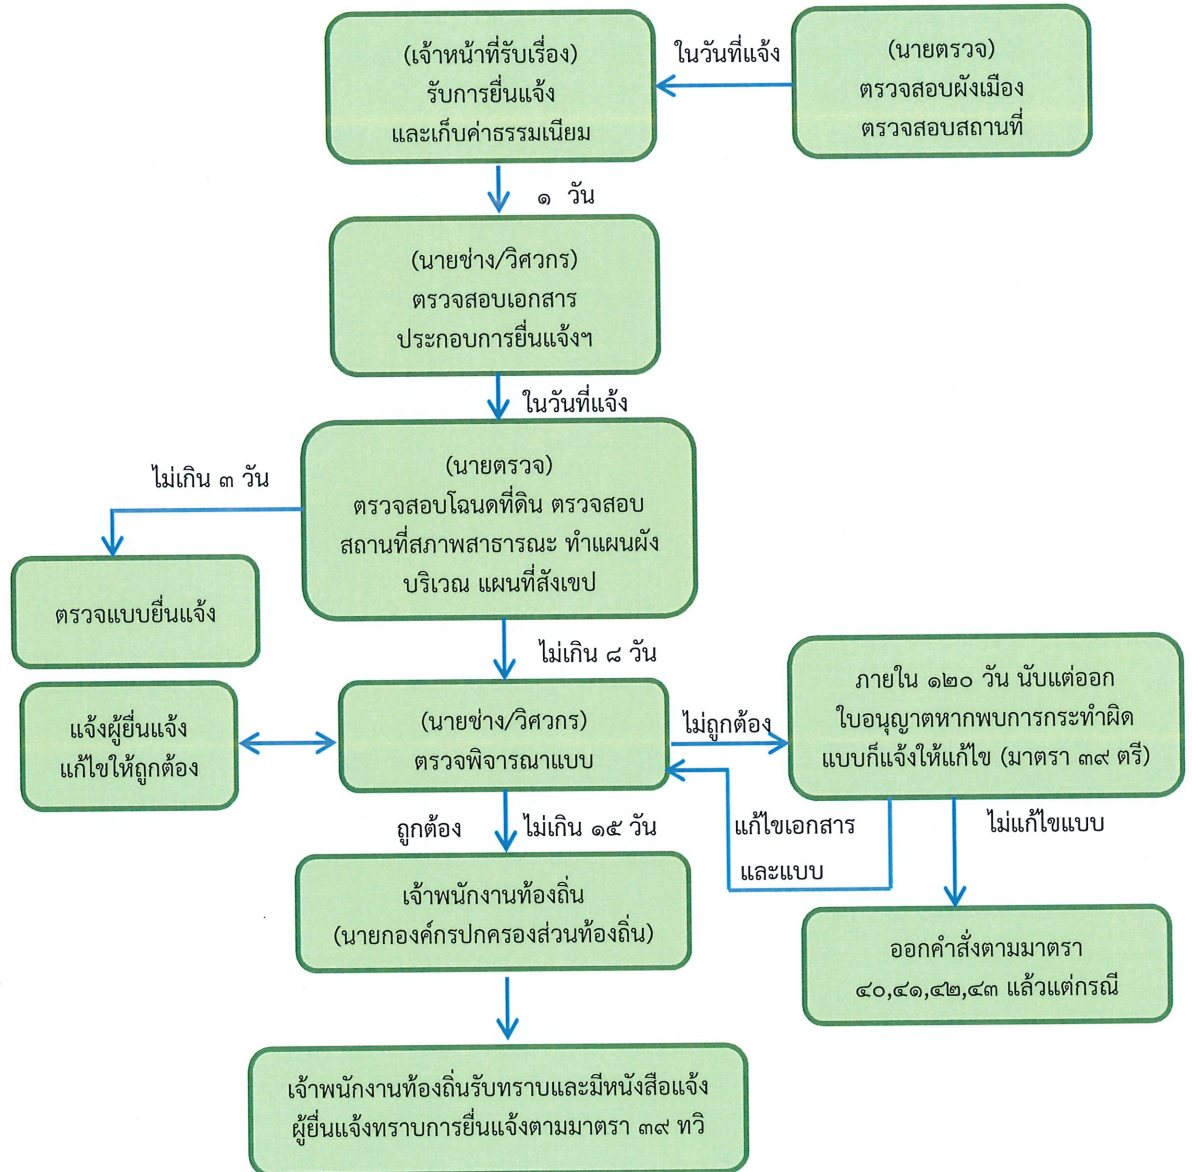 (เจ้าหน้าที่รับเรื่อง)
รับการยื่นแจ้ง
และเก็บค่าธรรมเนียม
ในวันที่แจ้ง
(นายตรวจ)
ตรวจสอบผังเมือง
ตรวจสอบสถานที่
๑ วัน
(นายช่าง/วิศวกร)
ตรวจสอบเอกสาร
ประกอบการยื่นแจ้งฯ
ในวันที่แจ้ง
(นายตรวจ)
ตรวจสอบโฉนดที่ดิน ตรวจสอบ
สถานที่สภาพสาธารณะ ทำแผนผัง
บริเวณ แผนที่สังเขป
ไม่เกิน ๓ วัน
ตรวจแบบยื่นแจ้ง
ไม่เกิน ๘ วัน
แจ้งผู้ยื่นแจ้ง
แก้ไขให้ถูกต้อง
(นายช่าง/วิศวกร)
ตรวจพิจารณาแบบ
ไม่ถูกต้อง
ภายใน ๑๒๐ วัน นับแต่ออก
ใบอนุญาตหากพบการกระทำผิด
แบบก็แจ้งให้แก้ไข (มาตรา ๓๙ ตรี)
ถูกต้อง
ไม่เกิน ๑๕ วัน
แก้ไขเอกสาร
และแบบ
ไม่แก้ไขแบบ
เจ้าพนักงานท้องถิ่น
(นายกองค์กรปกครองส่วนท้องถิ่น)
ออกคำสั่งตามมาตรา
๔๐,๔๑,๔๒,๔๓ แล้วแต่กรณี
เจ้าพนักงานท้องถิ่นรับทราบและมีหนังสือแจ้ง
ผู้ยื่นแจ้งทราบการยื่นแจ้งตามมาตรา ๓๙ ทวิ